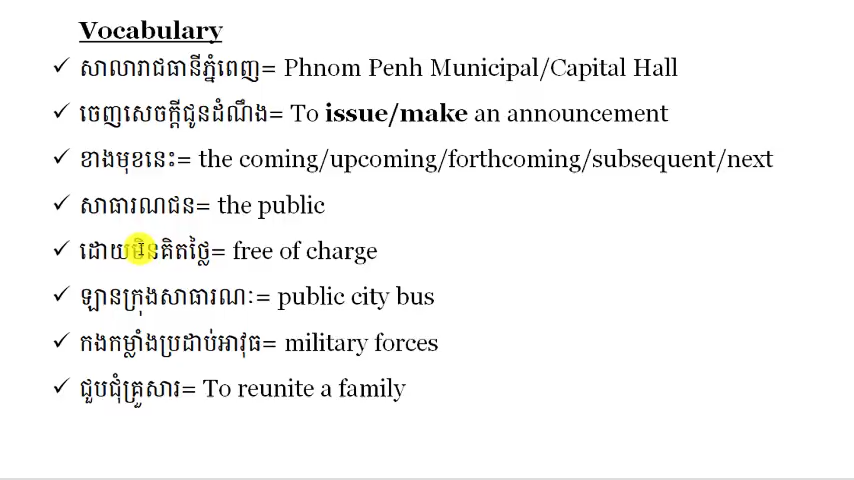 Vocabulary
✓ សាលារាជធានីភ្នំពេញ= Phnom Penh Municipal/Capital Hall
✓ ចេញសេចក្តីជូនដំណឹង= To issue/make an announcement
✓ ខាងមុខនេះ= the coming/upcoming/forthcoming/subsequent/next
✓ សាធារណជន= the public
✓ ដោយមិនគិតថ្លៃ= free of charge
✓ ឡានក្រុងសាធារណៈ= public city bus
✓ កងកម្លាំងប្រដាប់អាវុធ= military forces
✓ ជួបជុំគ្រួសារ= To reunite a family